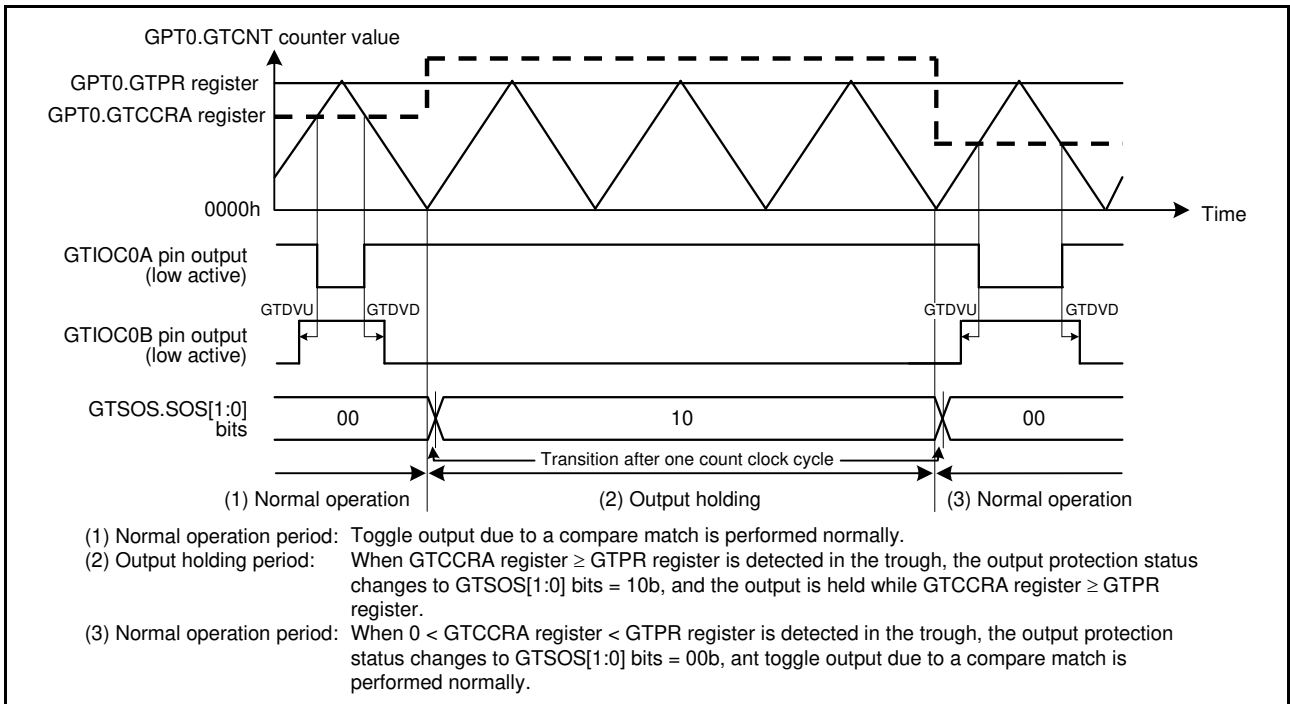 GPT0.GTCNT counter value
GPT0.GTPR register
GPT0.GTCCRA register
0000h
Time
GTIOC0A pin output
(low active)
GTDVU
GTDVD
GTDVU
GTDVD
GTIOC0B pin output
(low active)
GTSOS.SOS[1:0]
bits
00
10
00
Transition after one count clock cycle
(1) Normal operation
(2) Output holding
(3) Normal operation
(1) Normal operation period: Toggle output due to a compare match is performed normally.
(2) Output holding period: When GTCCRA register ≥ GTPR register is detected in the trough, the output protection status
changes to GTSOS[1:0] bits = 10b, and the output is held while GTCCRA register ≥ GTPR
register.
(3) Normal operation period: When 0 < GTCCRA register < GTPR register is detected in the trough, the output protection
status changes to GTSOS[1:0] bits = 00b, ant toggle output due to a compare match is
performed normally.